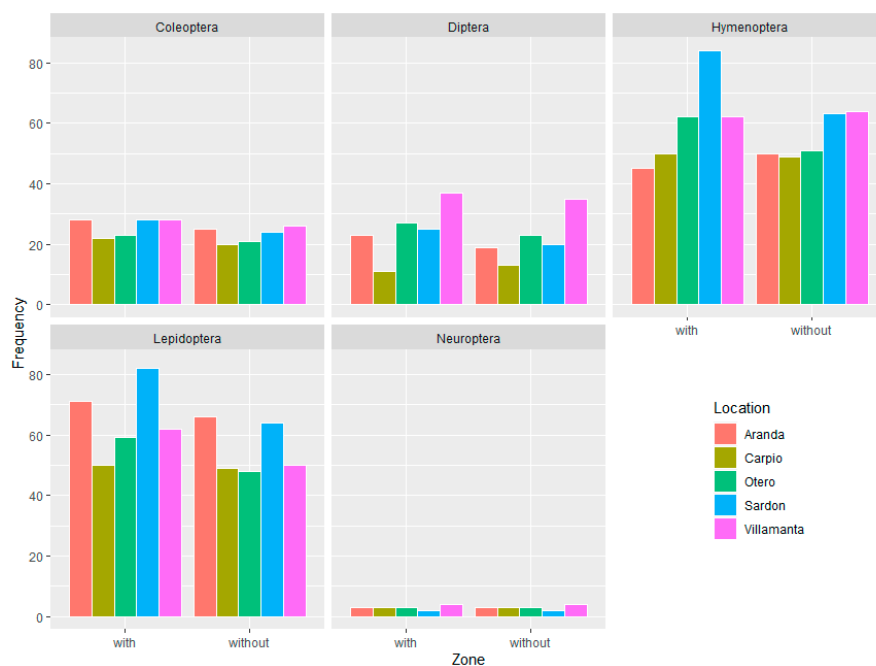 Coleoptera
Diptera
Hymenoptera
80
60
40
20
0
with
without
Frequency
Lepidoptera
Neuroptera
80
60
40
20
0
with
without
with
without
Zone
Location
Aranda
Carpio
Otero
Sardon
Villamanta